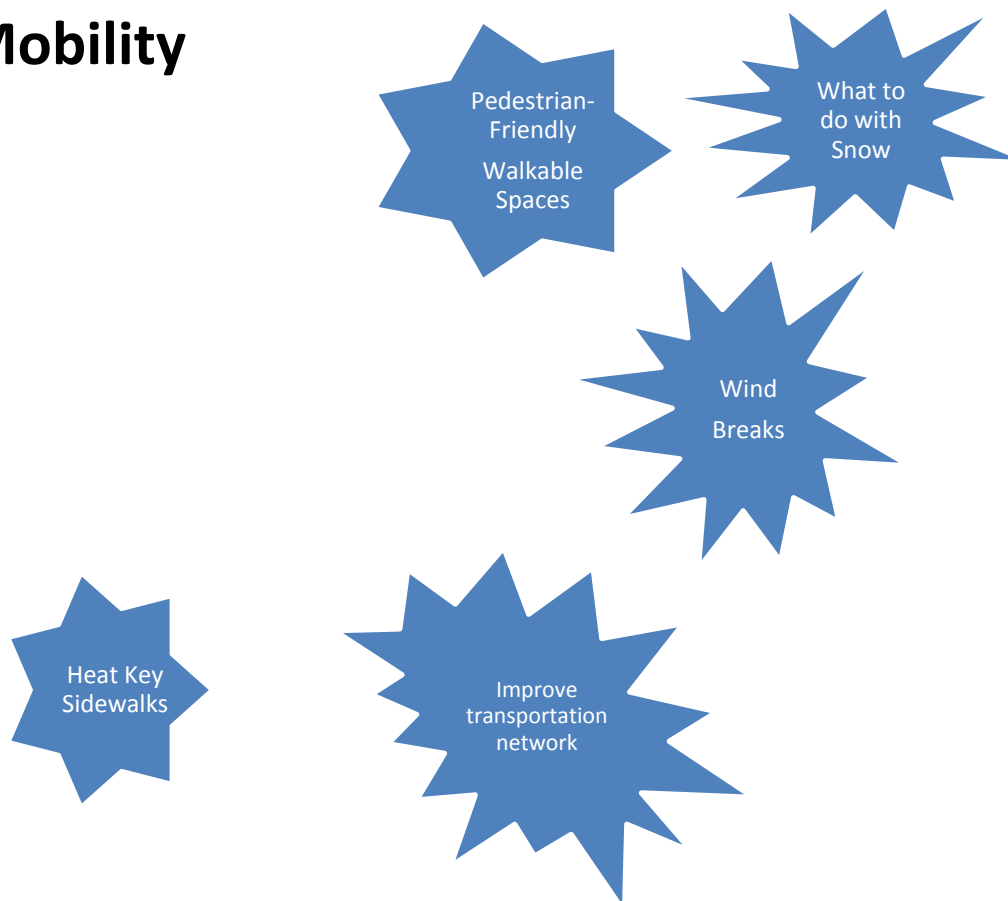 Mobility
Pedestrian-
Friendly
Walkable
Spaces
What to
do with
Snow
Wind
Breaks
Heat Key
Sidewalks
Improve
transportation
network